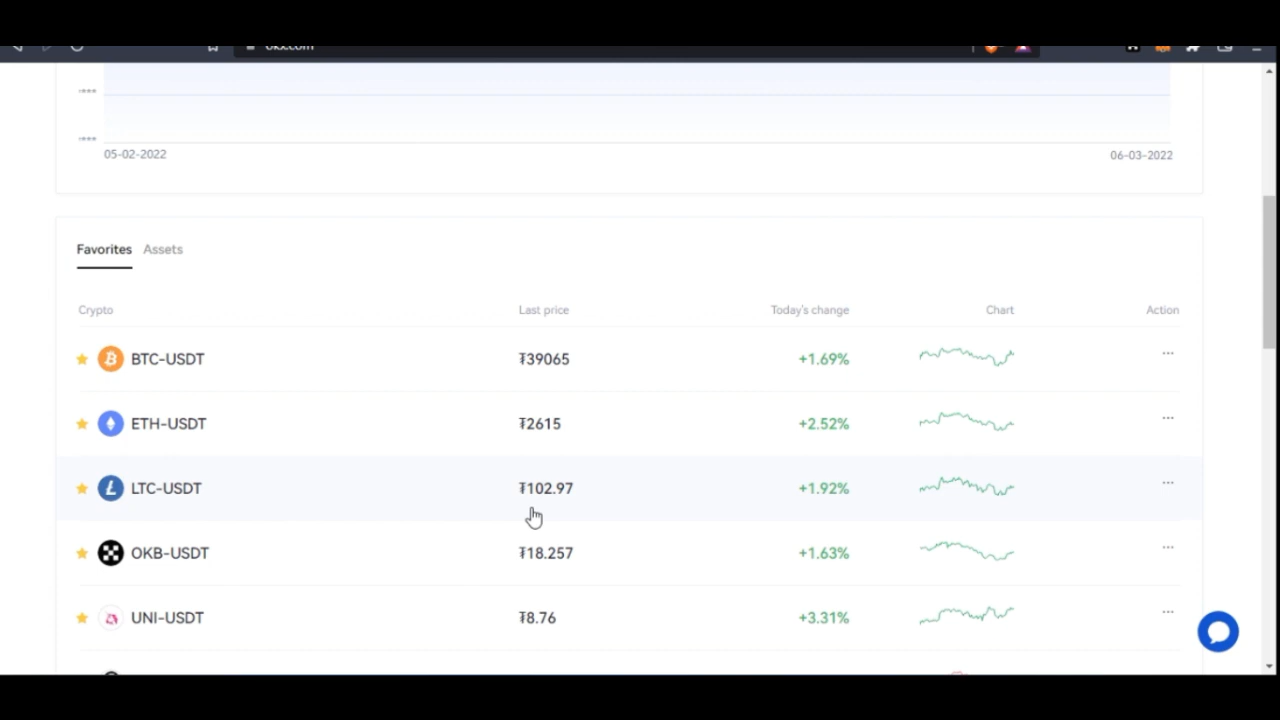 05-02-2022 06-03-2022
Favorites Assets
Crypto Last price Today's change Chart Action
BTC-USDT ₮39065 +1.69% ...
ETH-USDT ₮2615 +2.52% ...
LTC-USDT ₮102.97 +1.92% ...
OKB-USDT ₮18.257 +1.63% ...
UNI-USDT ₮8.76 +3.31% ...